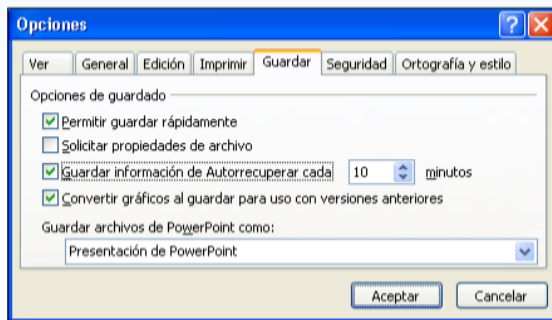 Opciones
Ver General Edición Imprimir Guardar Seguridad Ortografía y estilo
Opciones de guardado
Permitir guardar rápidamente
Solicitar propiedades de archivo
Guardar información de Autorrecuperar cada 10 minutos
Convertir gráficos al guardar para uso con versiones anteriores
Guardar archivos de PowerPoint como:
Presentación de PowerPoint
Aceptar Cancelar